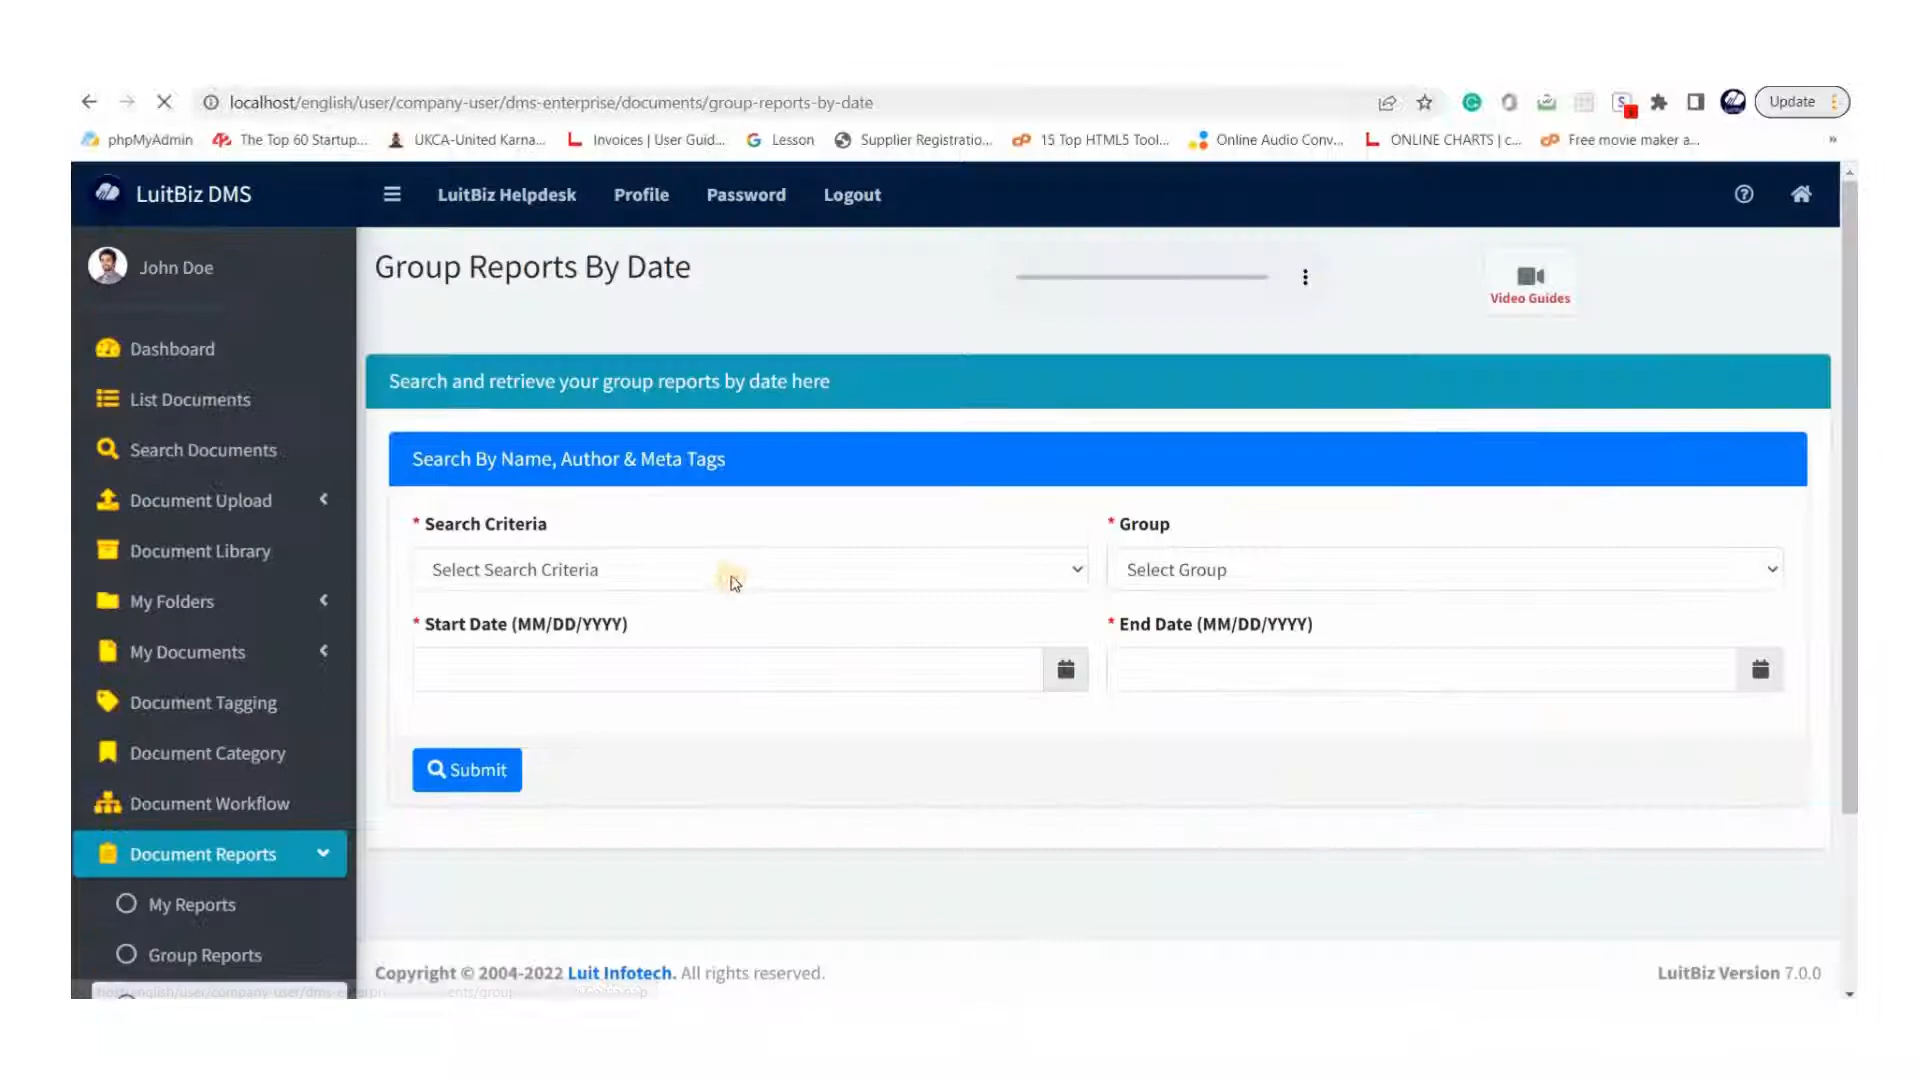 localhost/english/user/company-user/dms-enterprise/documents/group-reports-by-date
Update
phpMyAdmin
The Top 60 Startup...
UKCA-United Karna...
Invoices | User Guid...
Lesson
Supplier Registratio...
15 Top HTML5 Tool...
Online Audio Conv...
ONLINE CHARTS | c...
Free movie maker a...
»
LuitBiz DMS
LuitBiz Helpdesk
Profile
Password
Logout
John Doe
Group Reports By Date
Video Guides
Dashboard
List Documents
Search Documents
Document Upload
Document Library
My Folders
My Documents
Document Tagging
Document Category
Document Workflow
Document Reports
My Reports
Group Reports
Search and retrieve your group reports by date here
Search By Name, Author & Meta Tags
* Search Criteria
* Group
Select Search Criteria
Select Group
* Start Date (MM/DD/YYYY)
* End Date (MM/DD/YYYY)
Submit
Copyright © 2004-2022 Luit Infotech. All rights reserved.
LuitBiz Version 7.0.0